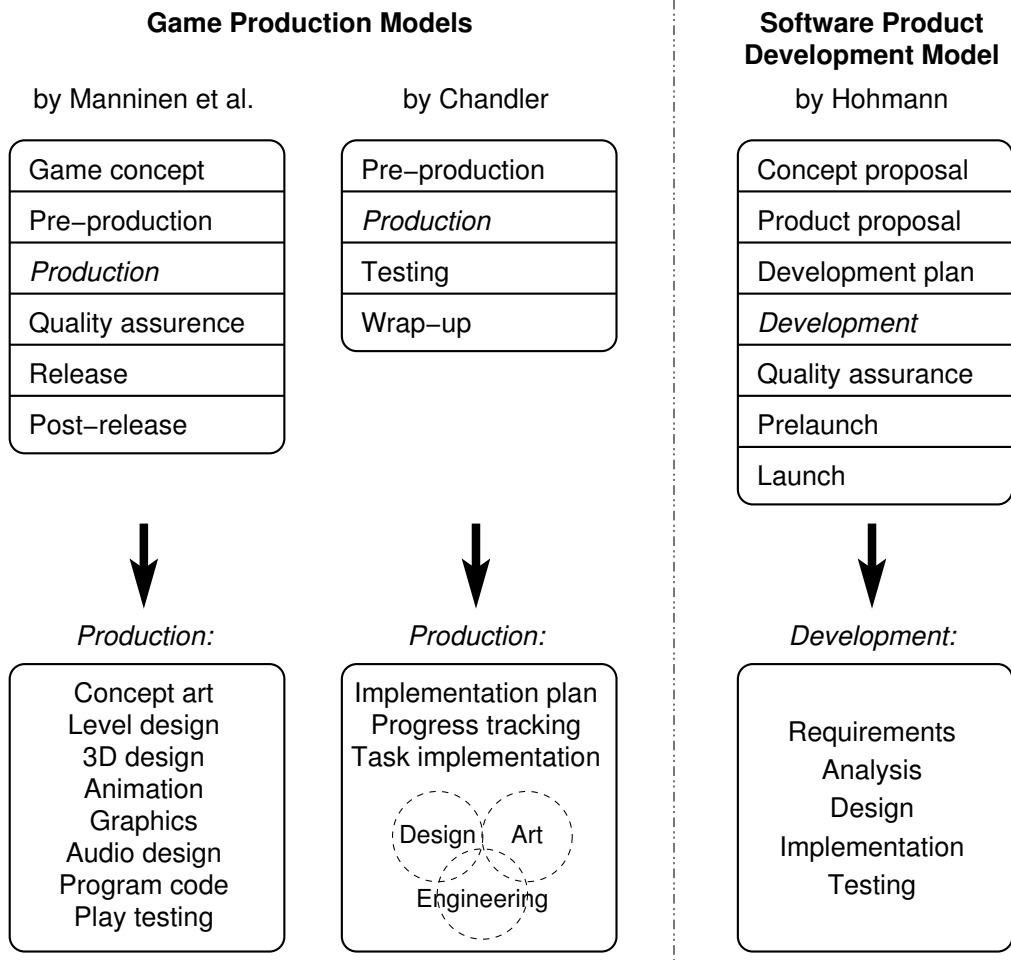 Game Production Models
Software Product
Development Model
by Manninen et al.
by Chandler
by Hohmann
Game concept
Pre−production
Production
Quality assurence
Release
Post−release
Pre−production
Production
Testing
Wrap−up
Concept proposal
Product proposal
Development plan
Development
Quality assurance
Prelaunch
Launch
Production:
Concept art
Level design
3D design
Animation
Graphics
Audio design
Program code
Play testing
Production:
Implementation plan
Progress tracking
Task implementation
Design
Art
Engineering
Development:
Requirements
Analysis
Design
Implementation
Testing